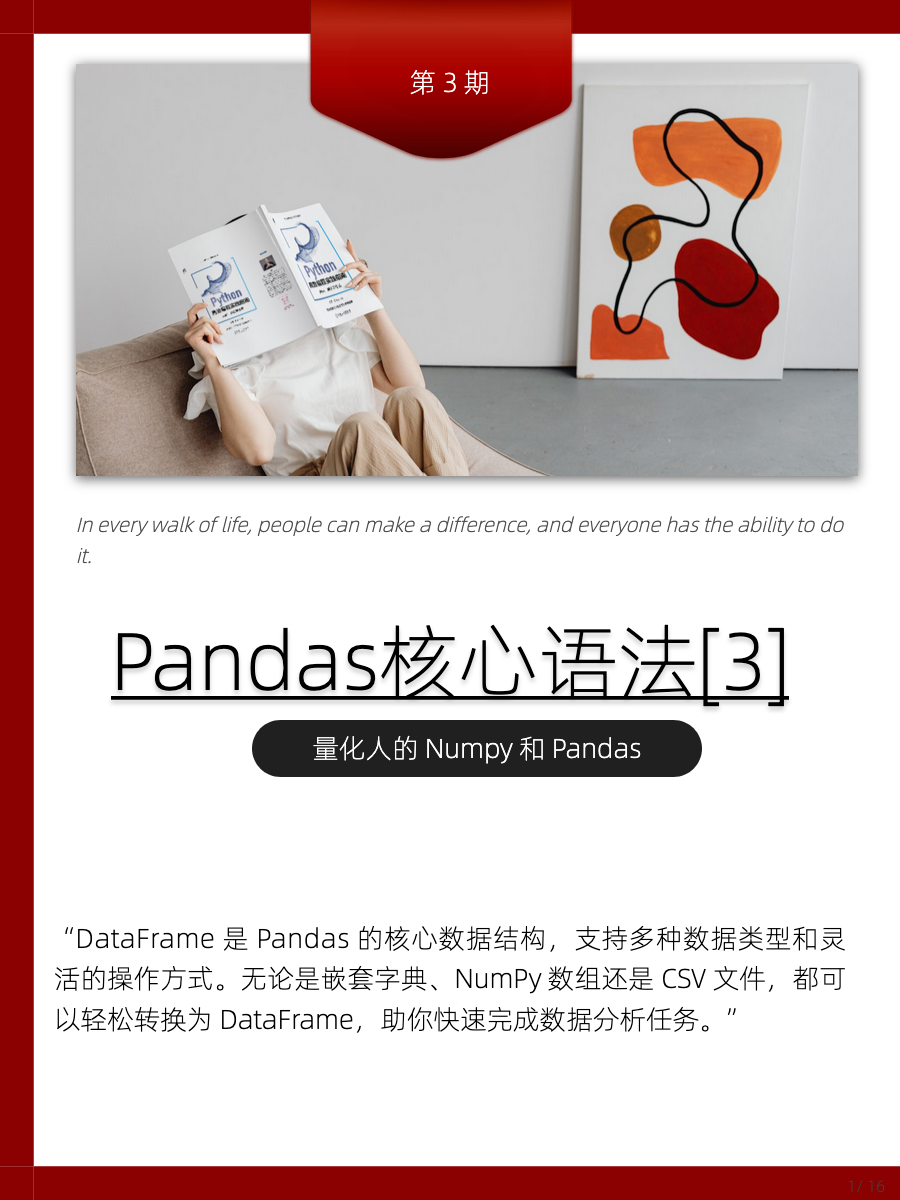 第 3 期
Python
Python
In every walk of life, people can make a difference, and everyone has the ability to do
it.
Pandas核心语法[3]
量化人的 Numpy 和 Pandas
“DataFrame 是 Pandas 的核心数据结构，支持多种数据类型和灵
活的操作方式。无论是嵌套字典、NumPy 数组还是 CSV 文件，都可
以轻松转换为 DataFrame，助你快速完成数据分析任务。”
1/ 16